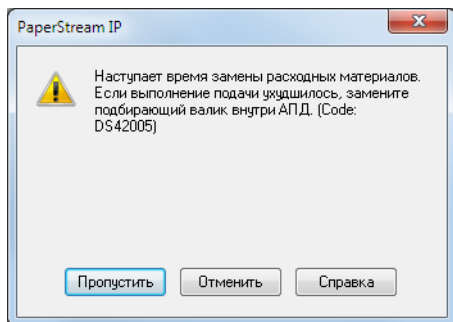 PaperStream IP
Наступает время замены расходных материалов.
Если выполнение подачи ухудшилось, замените
подбирающий валик внутри АПД. (Code:
DS42005)
Пропустить Отменить Справка